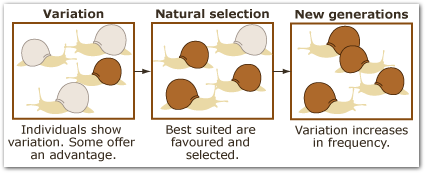 Variation
Individuals show
variation. Some offer
an advantage.
Natural selection
Best suited are
favoured and
selected.
New generations
Variation increases
in frequency.